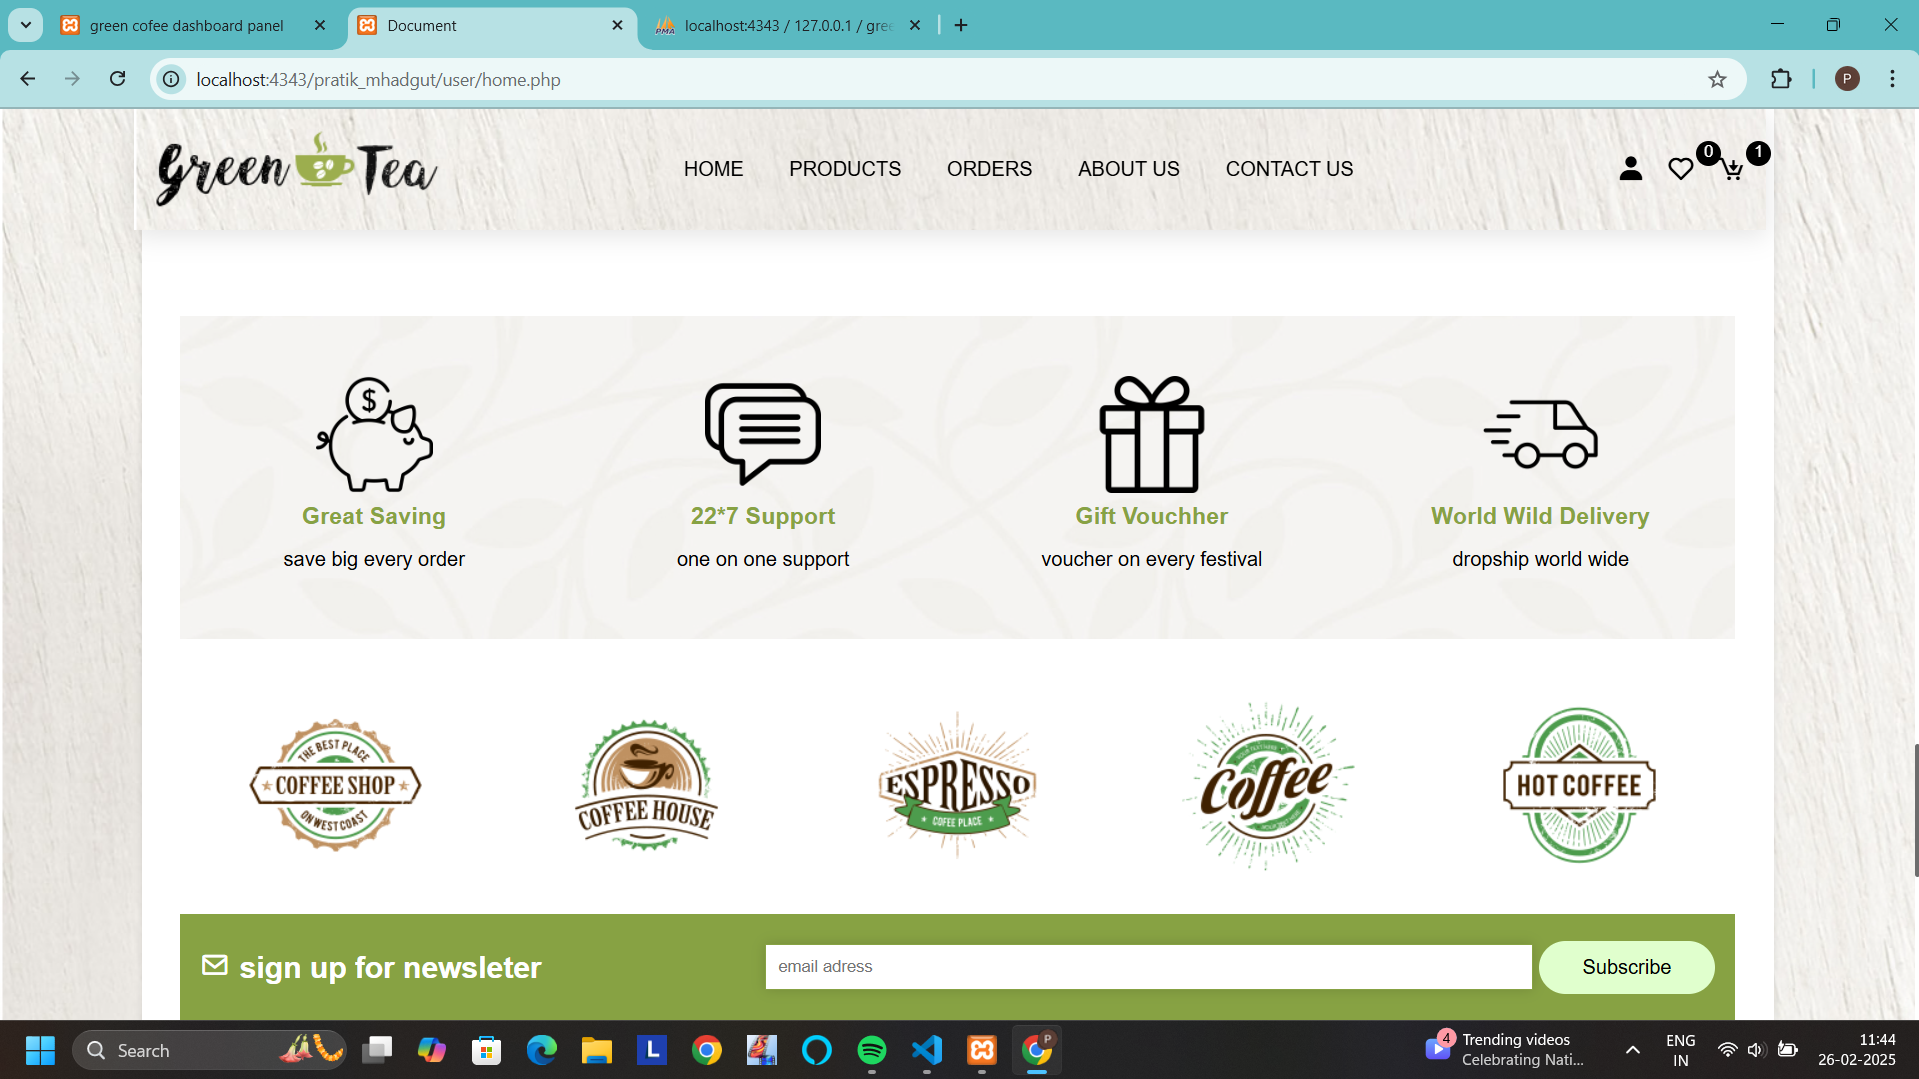 green cofee dashboard panel
Document
localhost:4343 / 127.0.0.1 / gree
localhost:4343/pratik_mhadgut/user/home.php
P
Green Tea
HOME
PRODUCTS
ORDERS
ABOUT US
CONTACT US
0
1
$
Great Saving
save big every order
22*7 Support
one on one support
Gift Vouchher
voucher on every festival
World Wild Delivery
dropship world wide
THE BEST PLACE
COFFEE SHOP
ON WEST COAST
COFFEE HOUSE
ESPRESSO
COFEE PLACE
Coffee
HOT COFFEE
sign up for newsleter
email adress
Subscribe
Search
L
P
4
Trending videos
Celebrating Nati...
ENG
IN
11:44
26-02-2025